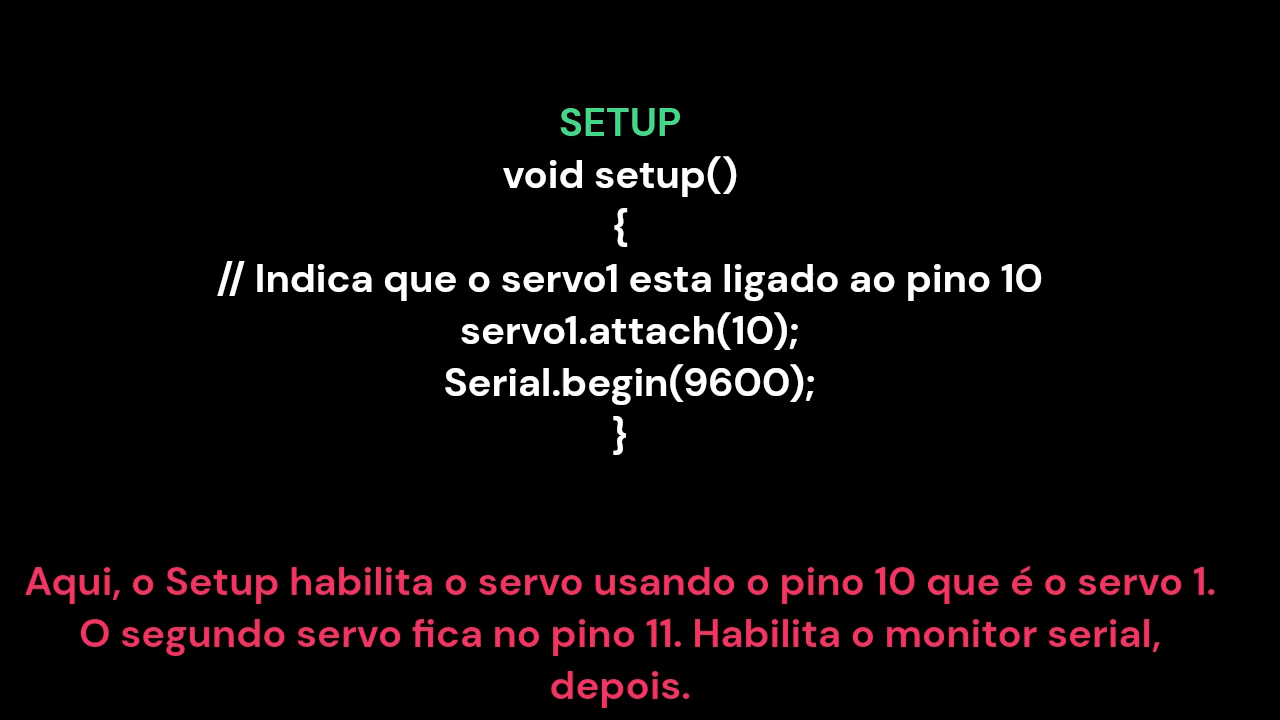 SETUP
void setup()
{
// Indica que o servo1 esta ligado ao pino 10
servo1.attach(10);
Serial.begin(9600);
}
Aqui, o Setup habilita o servo usando o pino 10 que é o servo 1.
O segundo servo fica no pino 11. Habilita o monitor serial,
depois.